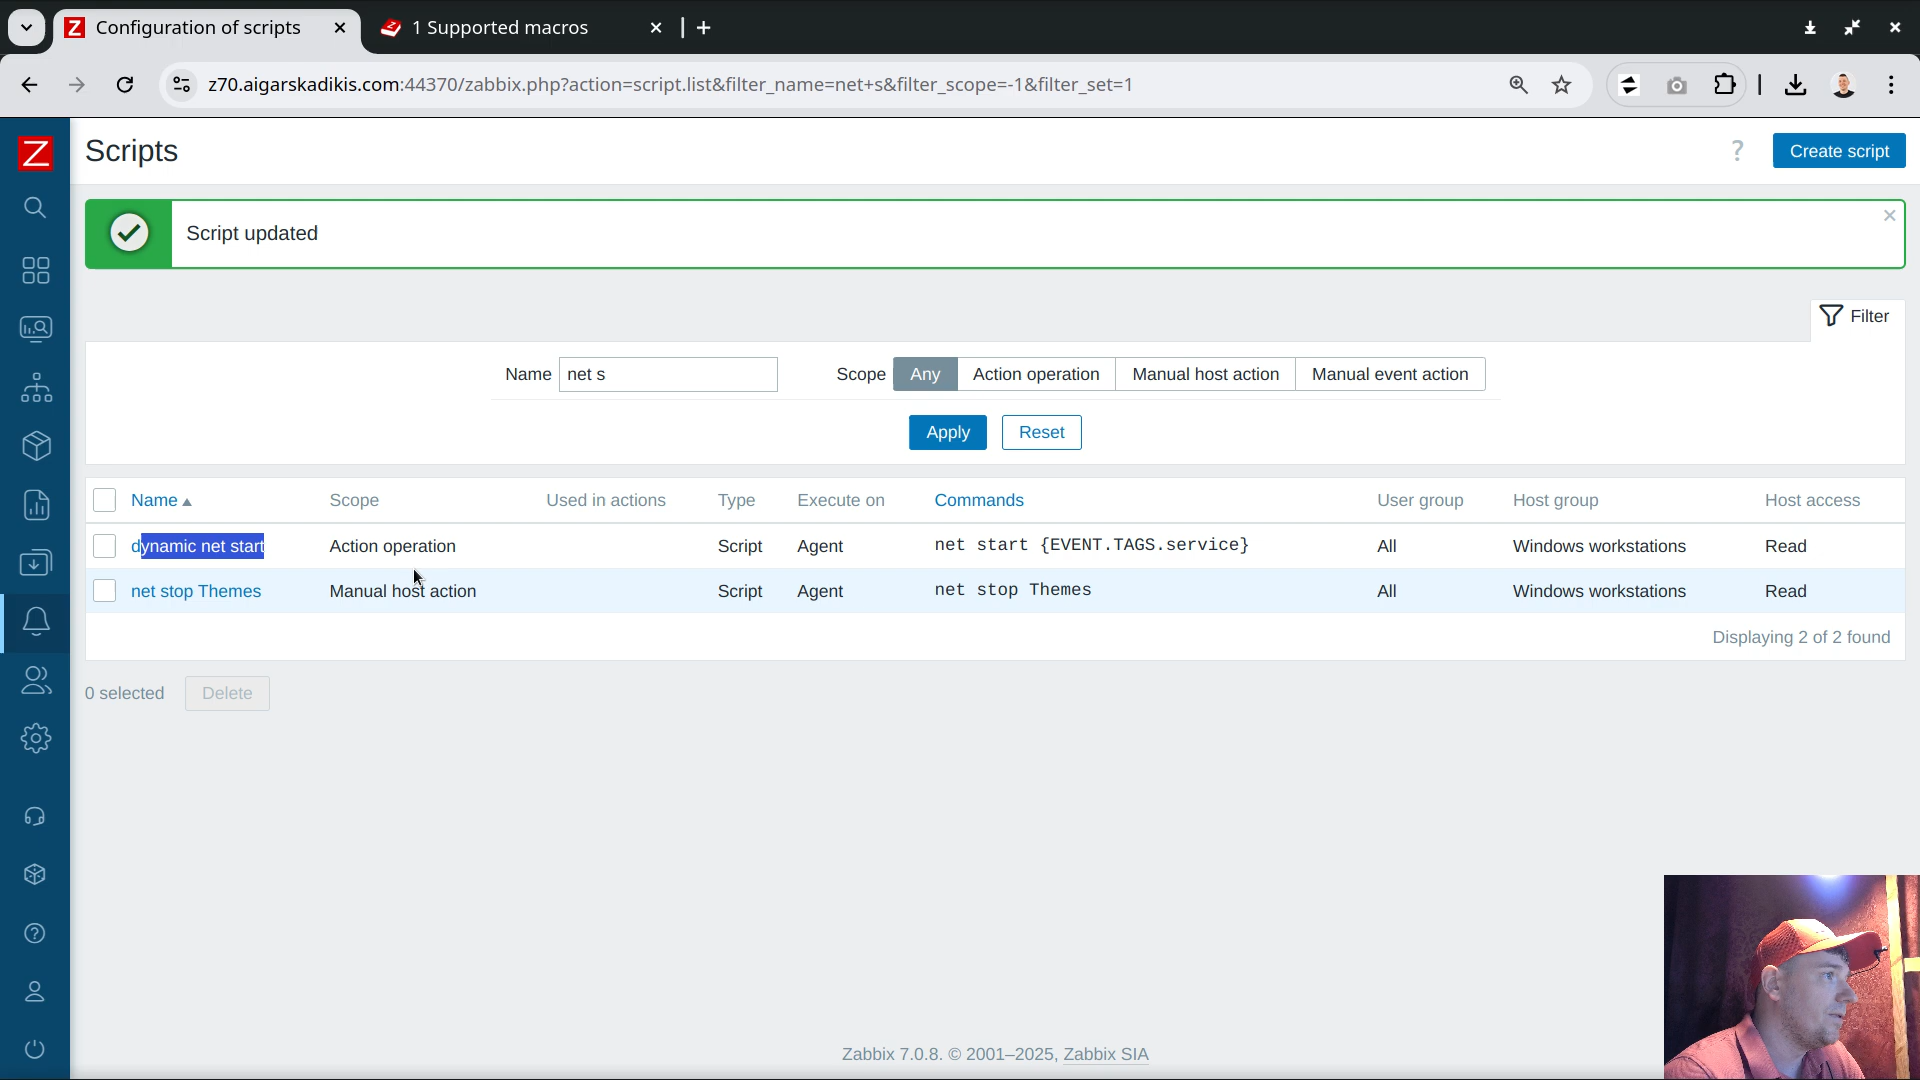 Configuration of scripts
1 Supported macros
z70.aigarskadikis.com:44370/zabbix.php?action=script.list&filter_name=net+s&filter_scope=-1&filter_set=1
Z
Scripts
?
Create script
Script updated
Filter
Name net s Scope Any Action operation Manual host action Manual event action
Apply Reset
Name Scope Used in actions Type Execute on Commands User group Host group Host access
dynamic net start Action operation Script Agent net start {EVENT.TAGS.service} All Windows workstations Read
net stop Themes Manual host action Script Agent net stop Themes All Windows workstations Read
Displaying 2 of 2 found
0 selected Delete
Zabbix 7.0.8. © 2001–2025, Zabbix SIA